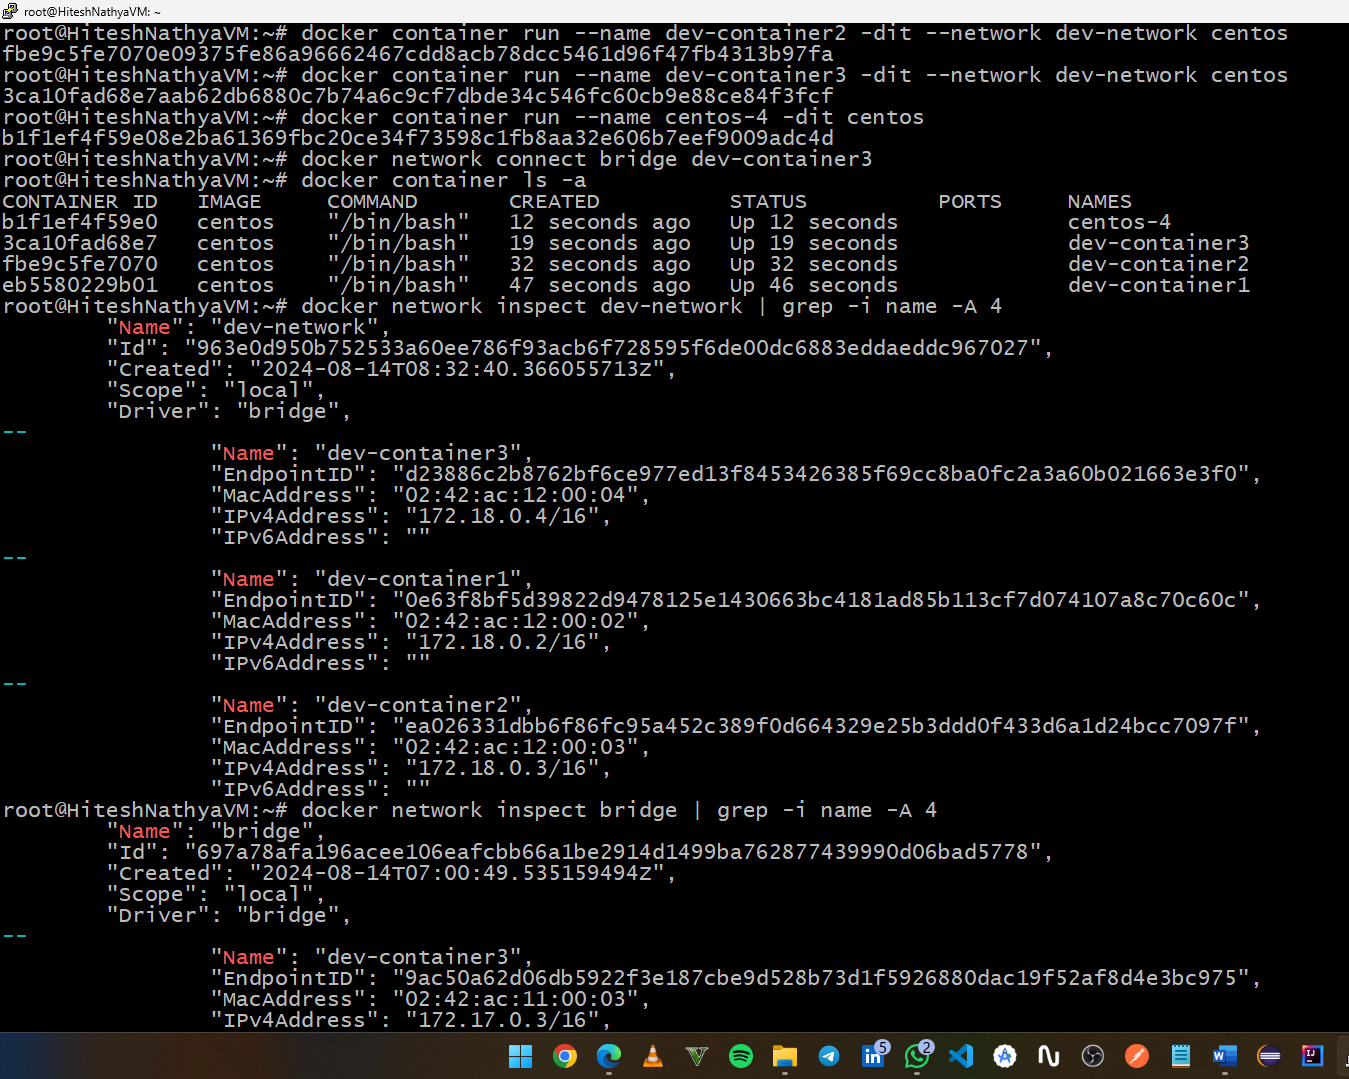 root@HiteshNathyaVM: ~
root@HiteshNathyaVM:~# docker container run --name dev-container2 -dit --network dev-network centos
fbe9c5fe7070e09375fe86a96662467cdd8acb78dcc5461d96f47fb4313b97fa
root@HiteshNathyaVM:~# docker container run --name dev-container3 -dit --network dev-network centos
3ca10fad68e7aab62db6880c7b74a6c9cf7dbde34c546fc60cb9e88ce84f3fcf
root@HiteshNathyaVM:~# docker container run --name centos-4 -dit centos
b1f1ef4f59e08e2ba61369fbc20ce34f73598c1fb8aa32e606b7eef9009adc4d
root@HiteshNathyaVM:~# docker network connect bridge dev-container3
root@HiteshNathyaVM:~# docker container ls -a
CONTAINER ID   IMAGE     COMMAND       CREATED          STATUS          PORTS     NAMES
b1f1ef4f59e0   centos    "/bin/bash"   12 seconds ago   Up 12 seconds             centos-4
3ca10fad68e7   centos    "/bin/bash"   19 seconds ago   Up 19 seconds             dev-container3
fbe9c5fe7070   centos    "/bin/bash"   32 seconds ago   Up 32 seconds             dev-container2
eb5580229b01   centos    "/bin/bash"   47 seconds ago   Up 46 seconds             dev-container1
root@HiteshNathyaVM:~# docker network inspect dev-network | grep -i name -A 4
        "Name": "dev-network",
        "Id": "963e0d950b752533a60ee786f93acb6f728595f6de00dc6883eddaeddc967027",
        "Created": "2024-08-14T08:32:40.366055713Z",
        "Scope": "local",
        "Driver": "bridge",
--
                "Name": "dev-container3",
                "EndpointID": "d23886c2b8762bf6ce977ed13f8453426385f69cc8ba0fc2a3a60b021663e3f0",
                "MacAddress": "02:42:ac:12:00:04",
                "IPv4Address": "172.18.0.4/16",
                "IPv6Address": ""
--
                "Name": "dev-container1",
                "EndpointID": "0e63f8bf5d39822d9478125e1430663bc4181ad85b113cf7d074107a8c70c60c",
                "MacAddress": "02:42:ac:12:00:02",
                "IPv4Address": "172.18.0.2/16",
                "IPv6Address": ""
--
                "Name": "dev-container2",
                "EndpointID": "ea026331dbb6f86fc95a452c389f0d664329e25b3ddd0f433d6a1d24bcc7097f",
                "MacAddress": "02:42:ac:12:00:03",
                "IPv4Address": "172.18.0.3/16",
                "IPv6Address": ""
root@HiteshNathyaVM:~# docker network inspect bridge | grep -i name -A 4
        "Name": "bridge",
        "Id": "697a78afa196acee106eafcbb66a1be2914d1499ba762877439990d06bad5778",
        "Created": "2024-08-14T07:00:49.535159494Z",
        "Scope": "local",
        "Driver": "bridge",
--
                "Name": "dev-container3",
                "EndpointID": "9ac50a62d06db5922f3e187cbe9d528b73d1f5926880dac19f52af8d4e3bc975",
                "MacAddress": "02:42:ac:11:00:03",
                "IPv4Address": "172.17.0.3/16",
5 2